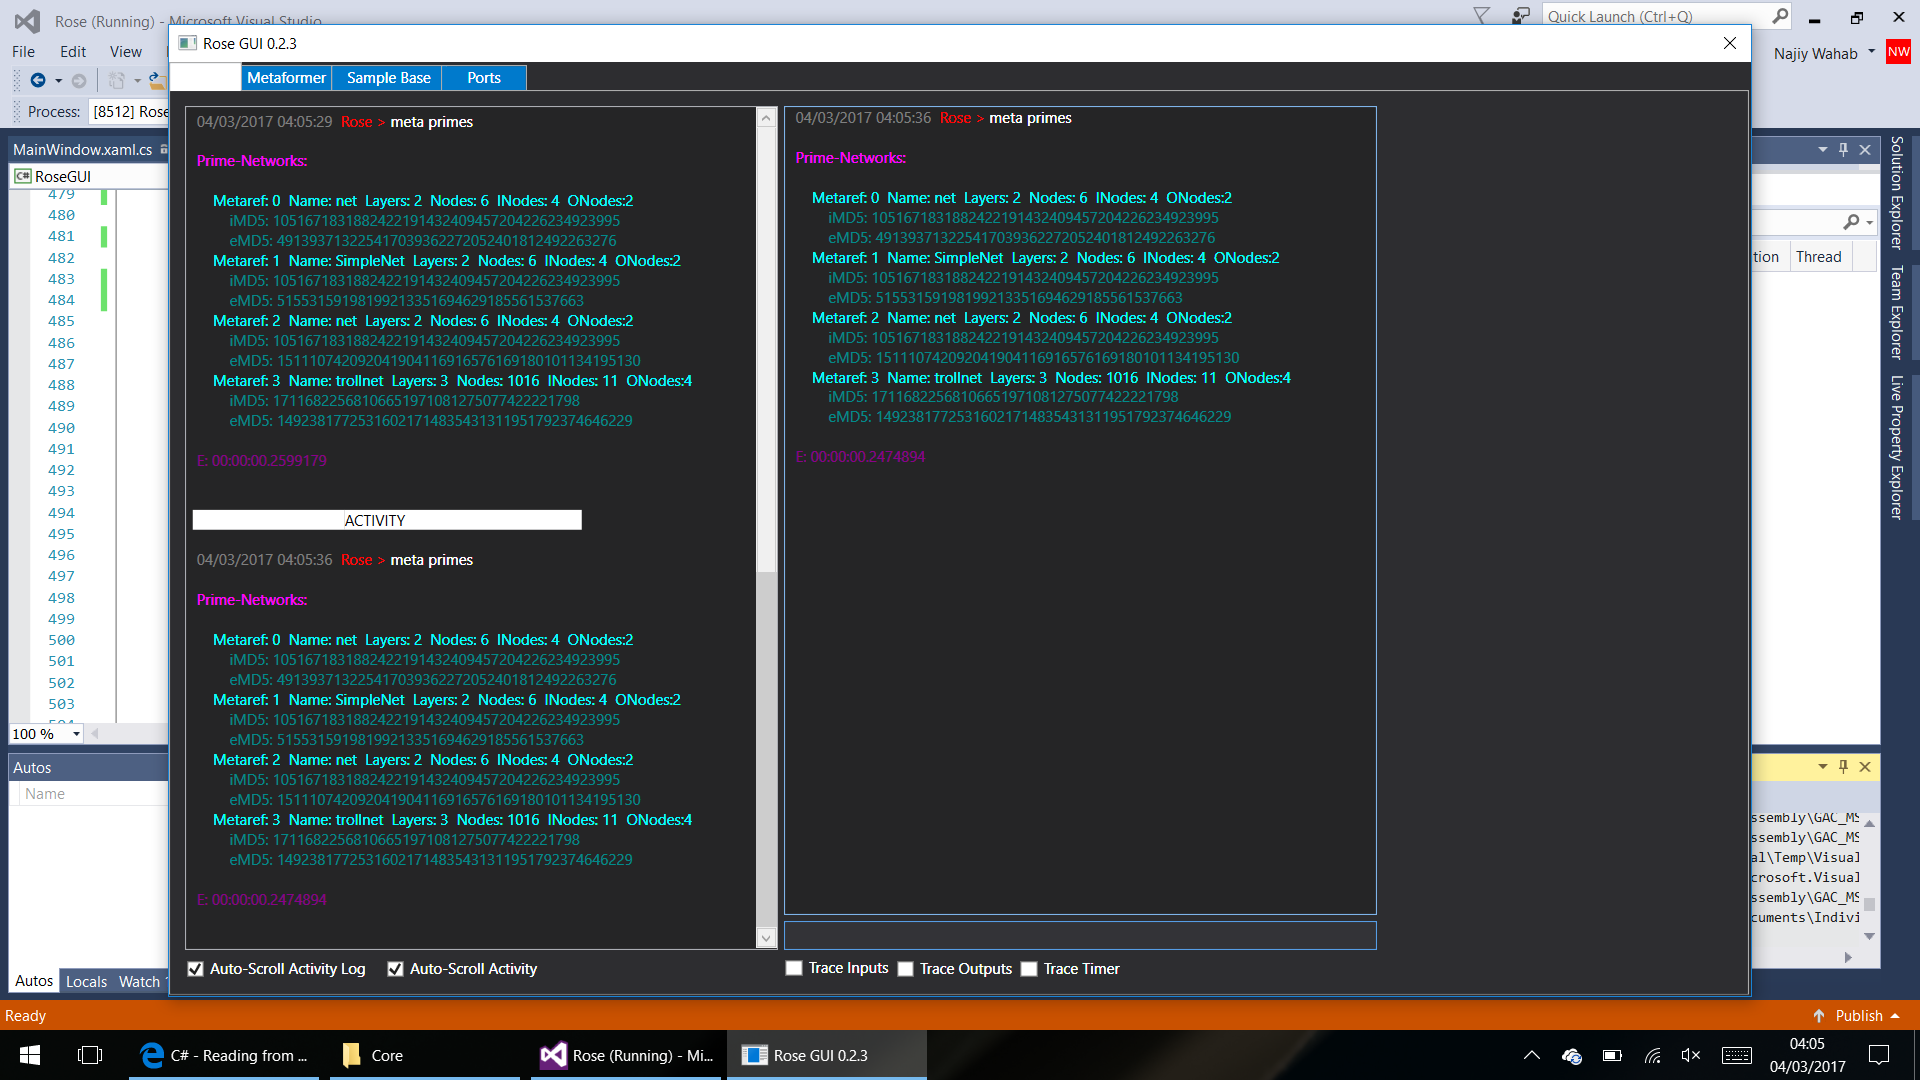 Rose (Running) - Microsoft Visual Studio
Quick Launch (Ctrl+Q)
File Edit View
Najiy Wahab NW
Process: [8512] Rose
MainWindow.xaml.cs
RoseGUI
479
480
481
482
483
484
485
486
487
488
489
490
491
492
493
494
495
496
497
498
499
500
501
502
503
504
100 %
Autos
Name
Autos Locals Watch 1
Rose GUI 0.2.3
Metaformer Sample Base Ports
04/03/2017 04:05:29 Rose > meta primes
Prime-Networks:
Metaref: 0 Name: net Layers: 2 Nodes: 6 INodes: 4 ONodes:2
iMD5: 10516718318824221914324094572042262349239​95
eMD5: 4913937132254170393622720524018124922632​76
Metaref: 1 Name: SimpleNet Layers: 2 Nodes: 6 INodes: 4 ONodes:2
iMD5: 1051671831882422191432409457204226234923995
eMD5: 515531591981992133516946291855615376​63
Metaref: 2 Name: net Layers: 2 Nodes: 6 INodes: 4 ONodes:2
iMD5: 1051671831882422191432409457204226234923995
eMD5: 151110742092041904116916576169180101134195130
Metaref: 3 Name: trollnet Layers: 3 Nodes: 1016 INodes: 11 ONodes:4
iMD5: 17116822568106651971081275077422221798
eMD5: 14923817725316021714835431311951792374646229
E: 00:00:00.2599179
ACTIVITY
04/03/2017 04:05:36 Rose > meta primes
Prime-Networks:
Metaref: 0 Name: net Layers: 2 Nodes: 6 INodes: 4 ONodes:2
iMD5: 1051671831882422191432409457204226234923995
eMD5: 491393713225417039362272052401812492263276
Metaref: 1 Name: SimpleNet Layers: 2 Nodes: 6 INodes: 4 ONodes:2
iMD5: 1051671831882422191432409457204226234923995
eMD5: 51553159198199213351694629185561537663
Metaref: 2 Name: net Layers: 2 Nodes: 6 INodes: 4 ONodes:2
iMD5: 1051671831882422191432409457204226234923995
eMD5: 151110742092041904116916576169180101134195130
Metaref: 3 Name: trollnet Layers: 3 Nodes: 1016 INodes: 11 ONodes:4
iMD5: 17116822568106651971081275077422221798
eMD5: 14923817725316021714835431311951792374646229
E: 00:00:00.2474894
Auto-Scroll Activity Log Auto-Scroll Activity
04/03/2017 04:05:36 Rose > meta primes
Prime-Networks:
Metaref: 0 Name: net Layers: 2 Nodes: 6 INodes: 4 ONodes:2
iMD5: 1051671831882422191432409457204226234923995
eMD5: 491393713225417039362272052401812492263276
Metaref: 1 Name: SimpleNet Layers: 2 Nodes: 6 INodes: 4 ONodes:2
iMD5: 1051671831882422191432409457204226234923995
eMD5: 51553159198199213351694629185561537663
Metaref: 2 Name: net Layers: 2 Nodes: 6 INodes: 4 ONodes:2
iMD5: 1051671831882422191432409457204226234923995
eMD5: 151110742092041904116916576169180101134195130
Metaref: 3 Name: trollnet Layers: 3 Nodes: 1016 INodes: 11 ONodes:4
iMD5: 17116822568106651971081275077422221798
eMD5: 14923817725316021714835431311951792374646229
E: 00:00:00.2474894
Trace Inputs Trace Outputs Trace Timer
tion Thread
Solution Explorer
Team Explorer
Live Property Explorer
ssembly\GAC_MS
ssembly\GAC_MS
al\Temp\Visual
crosoft.Visual
ssembly\GAC_MS
cuments\Indivi
Ready
Publish
C# - Reading from ...
Core
Rose (Running) - Mi...
Rose GUI 0.2.3
04:05
04/03/2017